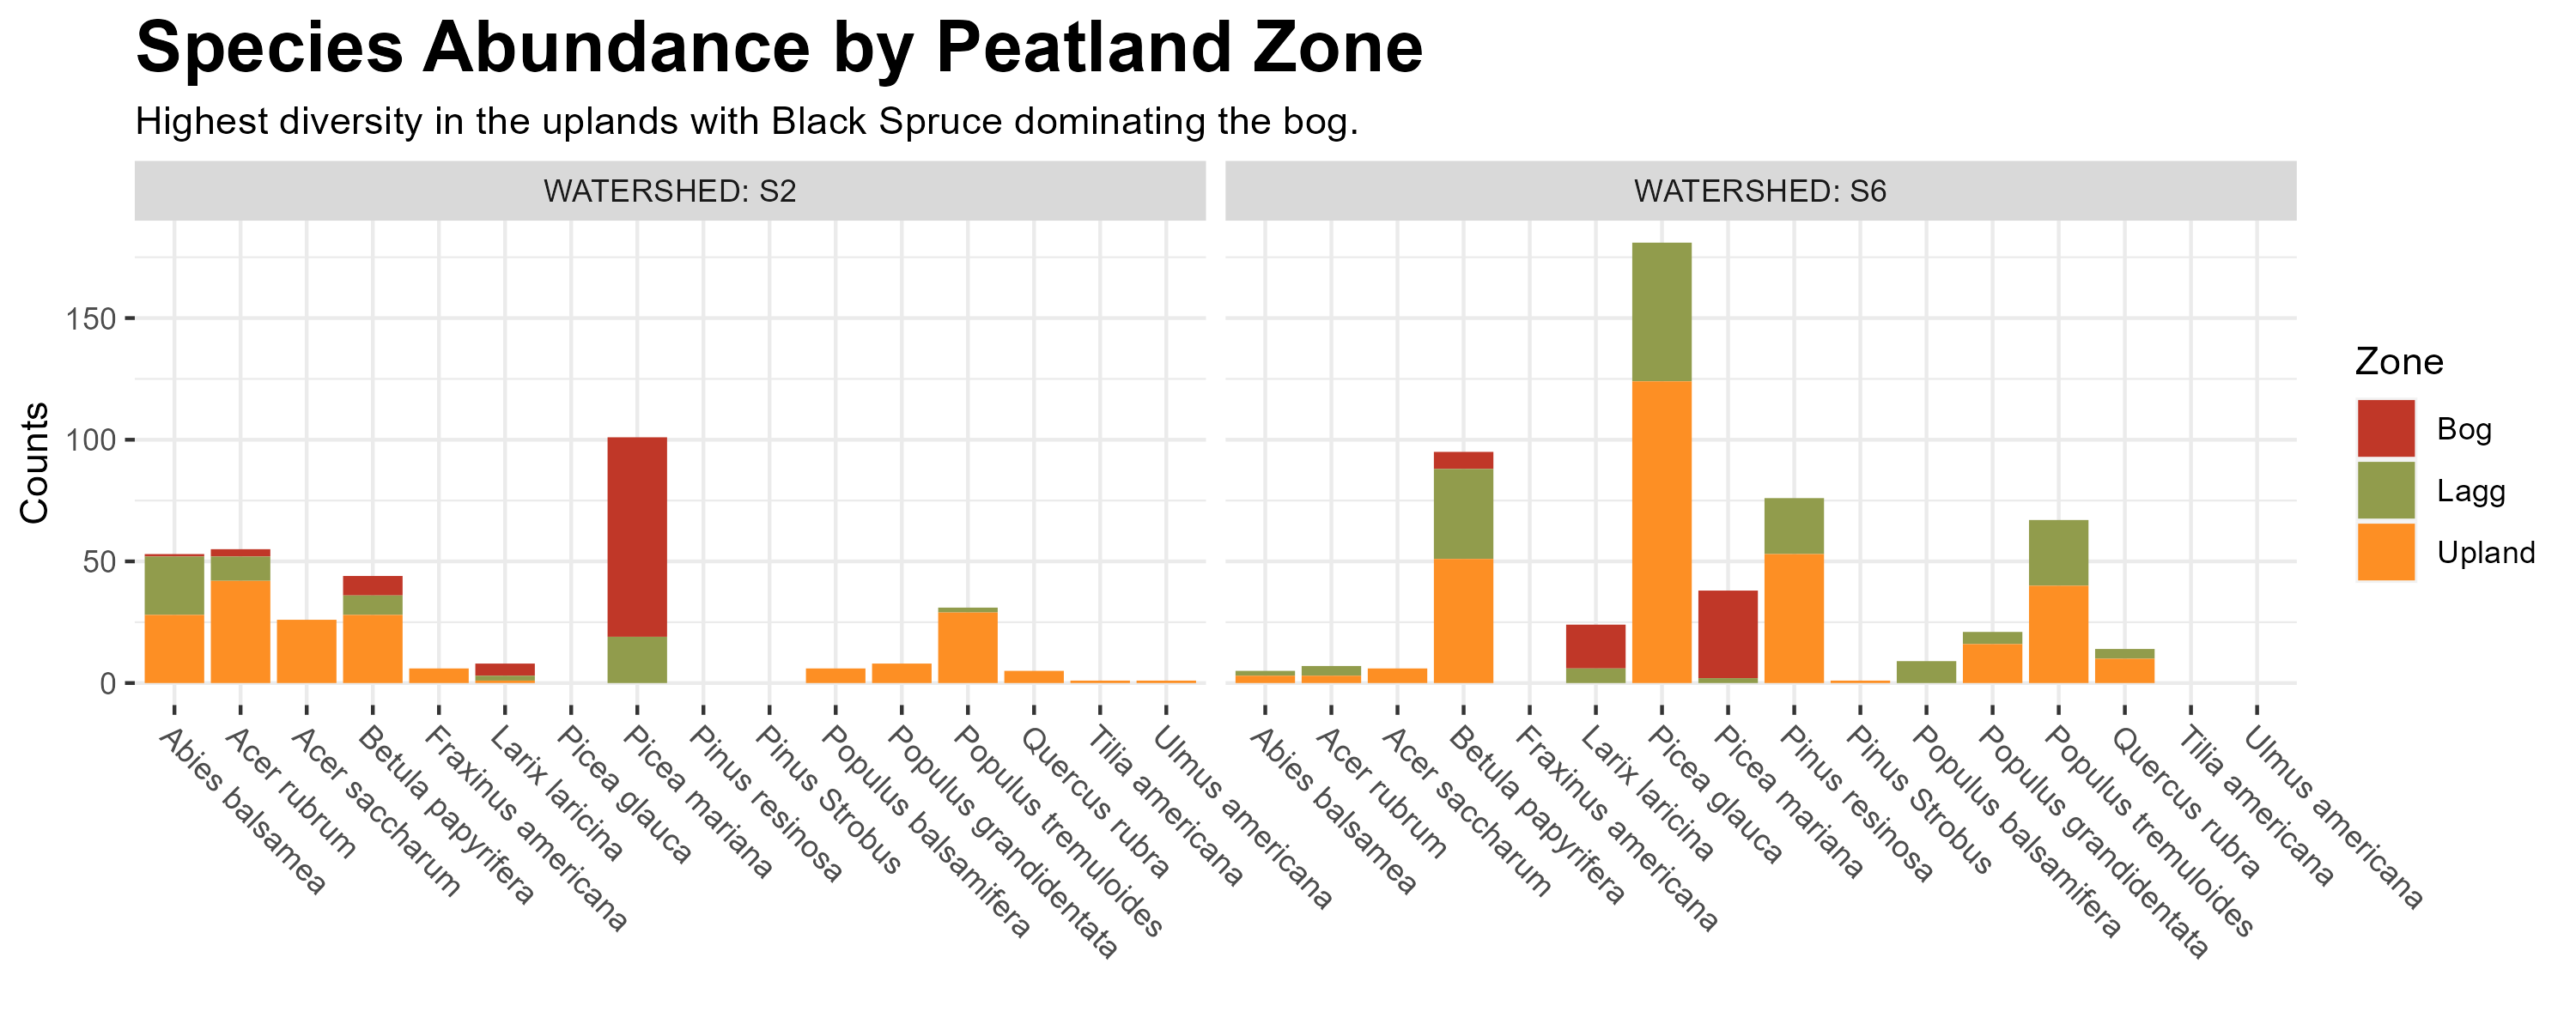 Species Abundance by Peatland Zone
Highest diversity in the uplands with Black Spruce dominating the bog.
WATERSHED: S2
WATERSHED: S6
Counts
150
100
50
0
Abies balsamea
Acer rubrum
Acer saccharum
Betula papyrifera
Fraxinus americana
Larix laricina
Picea glauca
Picea mariana
Pinus resinosa
Pinus Strobus
Populus balsamifera
Populus grandidentata
Populus tremuloides
Quercus rubra
Tilia americana
Ulmus americana
Abies balsamea
Acer rubrum
Acer saccharum
Betula papyrifera
Fraxinus americana
Larix laricina
Picea glauca
Picea mariana
Pinus resinosa
Pinus Strobus
Populus balsamifera
Populus grandidentata
Populus tremuloides
Quercus rubra
Tilia americana
Ulmus americana
Zone
Bog
Lagg
Upland